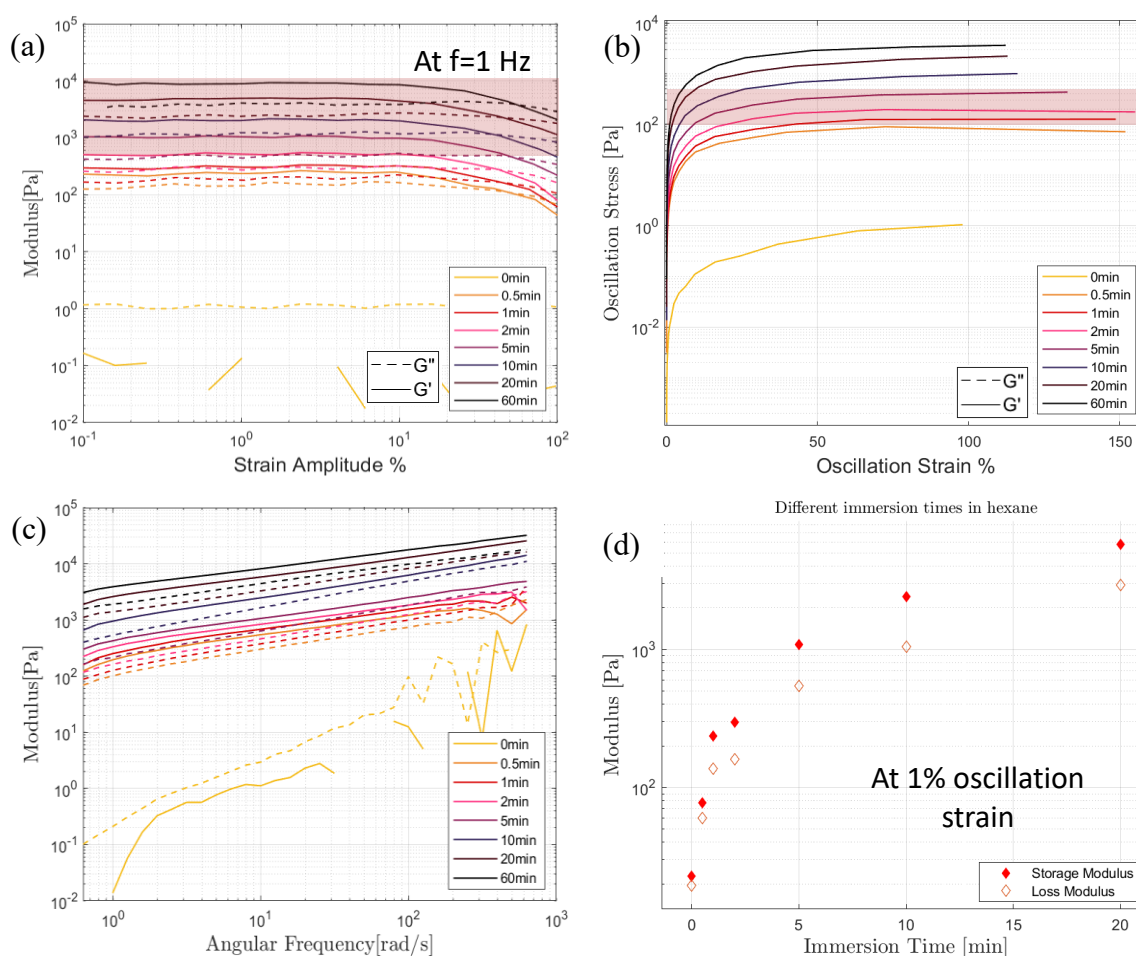 (a)
At f=1 Hz
Modulus[Pa]
10^5
10^4
10^3
10^2
10^1
10^0
10^-1
10^-2
G''
G'
0min
0.5min
1min
2min
5min
10min
20min
60min
10^-1 10^0 10^1 10^2
Strain Amplitude %
(b)
Oscillation Stress [Pa]
10^4
10^2
10^0
10^-2
G''
G'
0min
0.5min
1min
2min
5min
10min
20min
60min
0 50 100 150
Oscillation Strain %
(c)
Modulus[Pa]
10^5
10^4
10^3
10^2
10^1
10^0
10^-1
10^-2
0min
0.5min
1min
2min
5min
10min
20min
60min
10^0 10^1 10^2 10^3
Angular Frequency[rad/s]
Different immersion times in hexane
(d)
Modulus [Pa]
10^3
10^2
At 1% oscillation
strain
Storage Modulus
Loss Modulus
0 5 10 15 20
Immersion Time [min]